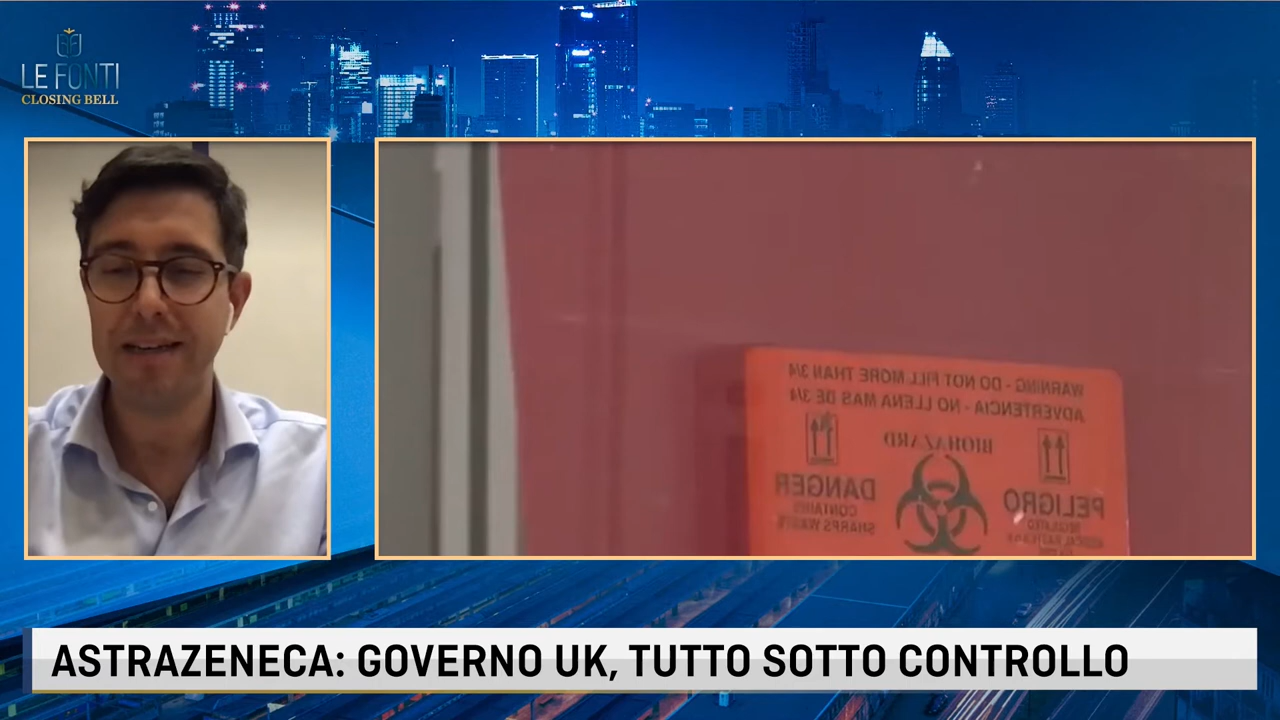 LE FONTI
CLOSING BELL
WARNING - DO NOT FILL MORE THAN 3/4
ADVERTENCIA - NO LLENA MAS DE 3/4
BIOHAZARD
DANGER
CONTAINS
SHARPS WASTE
PELIGRO
ASTRAZENECA: GOVERNO UK, TUTTO SOTTO CONTROLLO